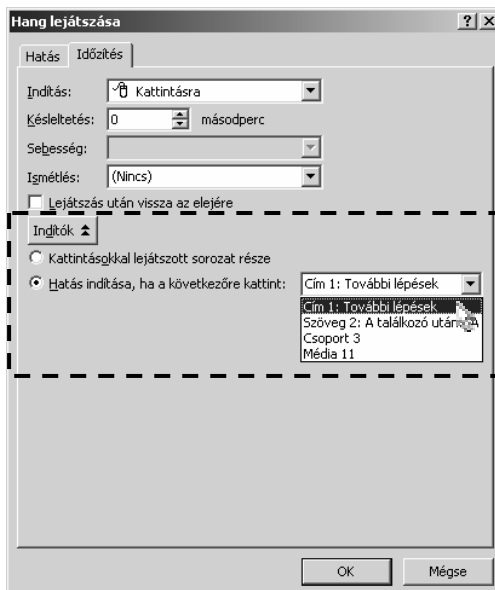 Hang lejátszása
Hatás Időzítés
Indítás: Kattintásra
Késleltetés: 0 másodperc
Sebesség:
Ismétlés: (Nincs)
Lejátszás után vissza az elejére
Indítók
Kattintásokkal lejátszott sorozat része
Hatás indítása, ha a következőre kattint: Cím 1: További lépések
Cím 1: További lépések
Szöveg 2: A találkozó után A
Csoport 3
Média 11
OK Mégse